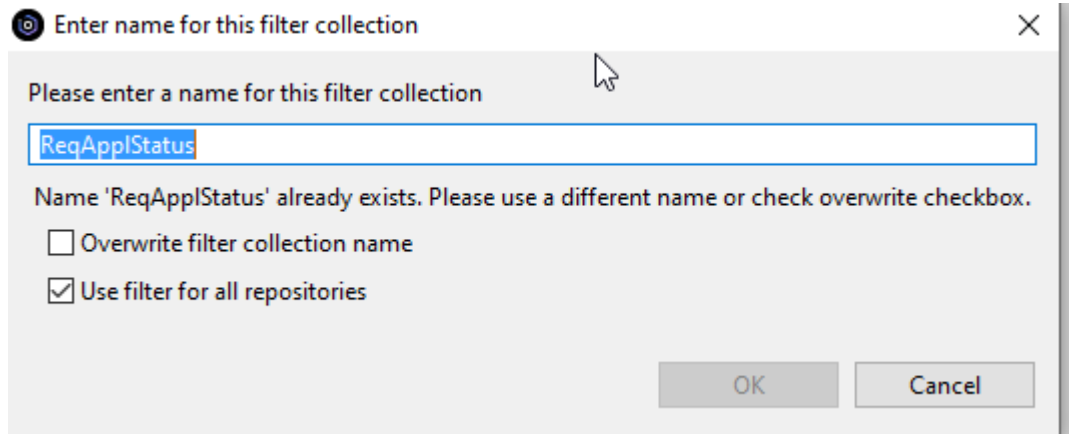 Enter name for this filter collection
Please enter a name for this filter collection
ReqApplStatus
Name 'ReqApplStatus' already exists. Please use a different name or check overwrite checkbox.
Overwrite filter collection name
Use filter for all repositories
OK Cancel